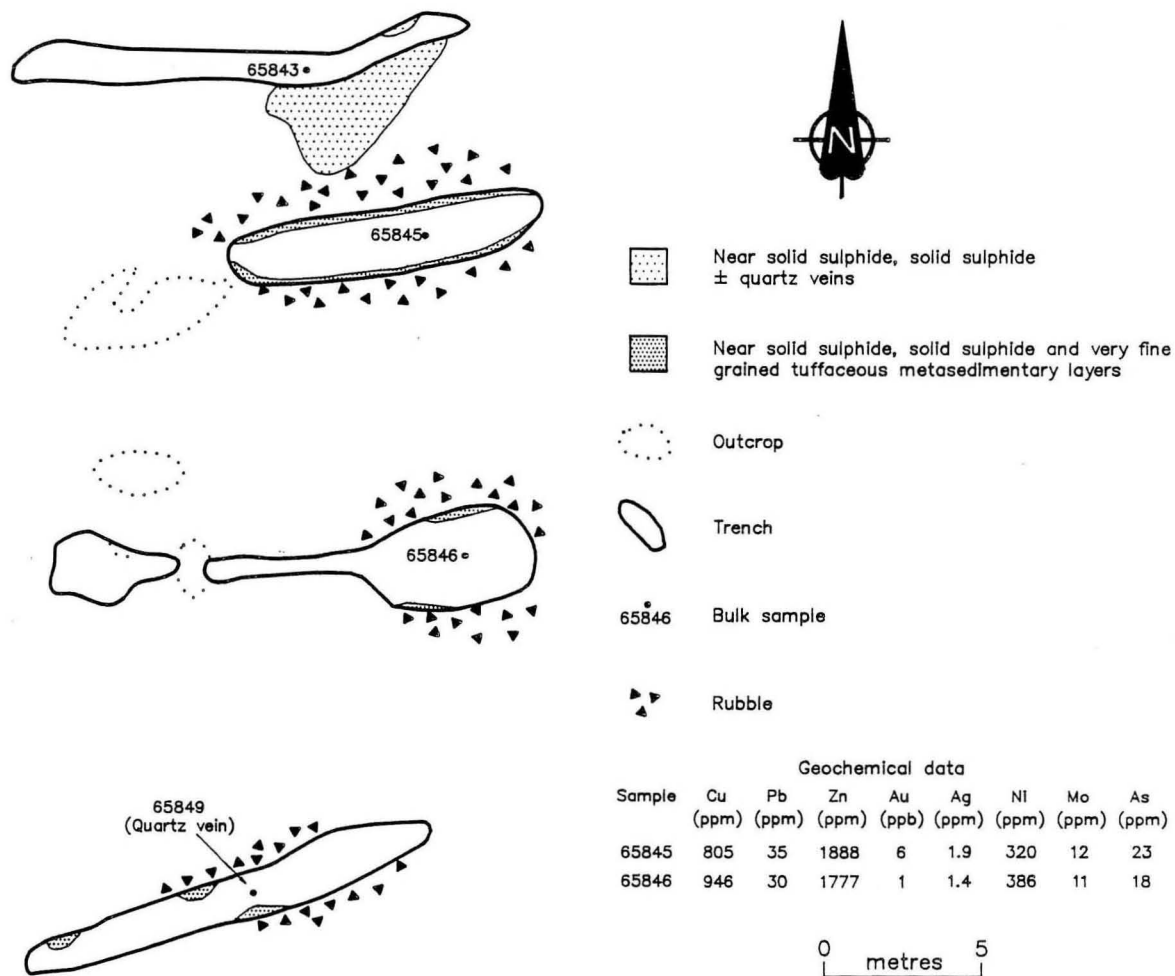 65843
65845
65846
65849
(Quartz vein)
N
Near solid sulphide, solid sulphide
± quartz veins
Near solid sulphide, solid sulphide and very fine
grained tuffaceous metasedimentary layers
Outcrop
Trench
65846 Bulk sample
Rubble
Geochemical data
Sample Cu Pb Zn Au Ag Ni Mo As
(ppm) (ppm) (ppm) (ppb) (ppm) (ppm) (ppm) (ppm)
65845 805 35 1888 6 1.9 320 12 23
65846 946 30 1777 1 1.4 386 11 18
0 metres 5